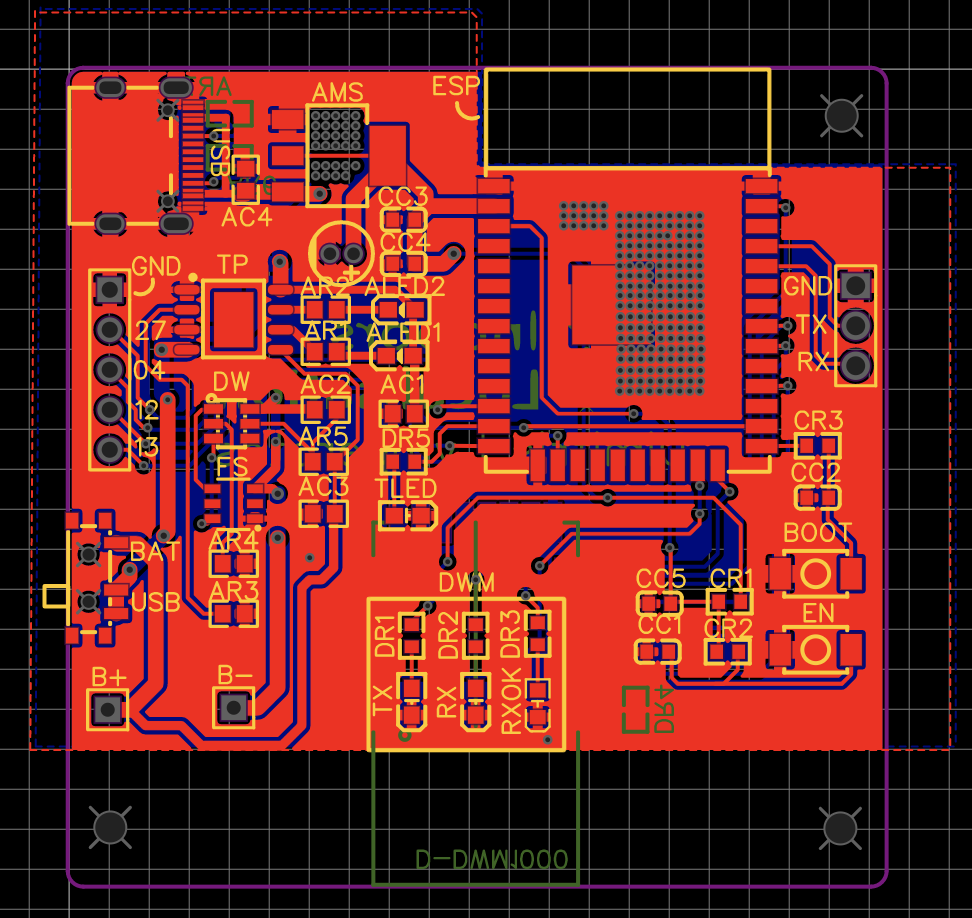 AMS
ESP
USB
AC4
CC3
CC4
GND
TP
AR2
ALED2
AR1
ALED1
27
04
12
13
DW
AC2
AC1
AR5
DR5
FS
AC3
TLED
GND
TX
RX
CR3
CC2
BOOT
BAT
AR4
USB
AR3
DWM
CC5
CR1
EN
CC1
CR2
DR1
DR2
DR3
B+
B-
TX
RX
RXOK
DR4
D-DWM1000